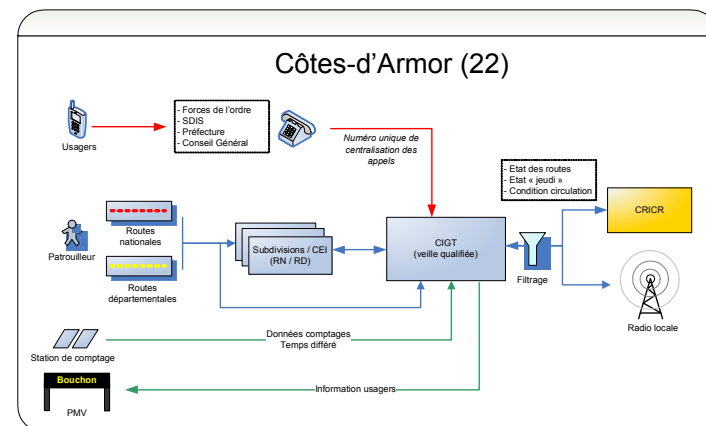 Côtes-d'Armor (22)
- Forces de l'ordre
- SDIS
- Préfecture
- Conseil Général
Usagers
Numéro unique de
centralisation des
appels
- Etat des routes
- Etat « jeudi »
- Condition circulation
CRICR
Routes
nationales
Patrouilleur
Subdivisions / CEI
(RN / RD)
CIGT
(veille qualifiée)
Filtrage
Routes
départementales
Radio locale
Données comptages
Temps différé
Station de comptage
Bouchon
Information usagers
PMV